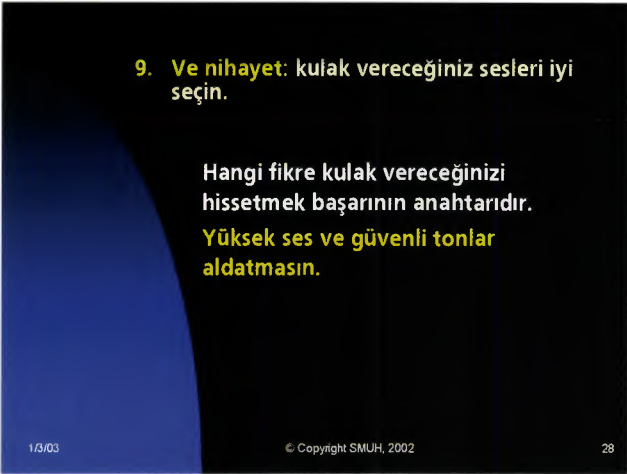 9. Ve nihayet: kulak vereceğiniz sesleri iyi
seçin.
Hangi fikre kulak vereceğinizi
hissetmek başarının anahtarıdır.
Yüksek ses ve güvenli tonlar
aldatmasın.
1/3/03
© Copyright SMUH, 2002
28